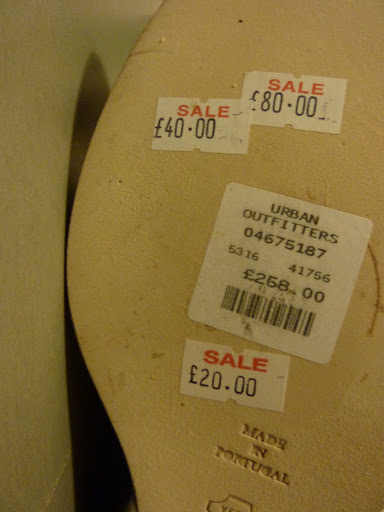 SALE
£80.00
SALE
£40.00
URBAN
OUTFITTERS
04675187
5316 41756
£258.00
SALE
£20.00
MADE
IN
PORTUGAL